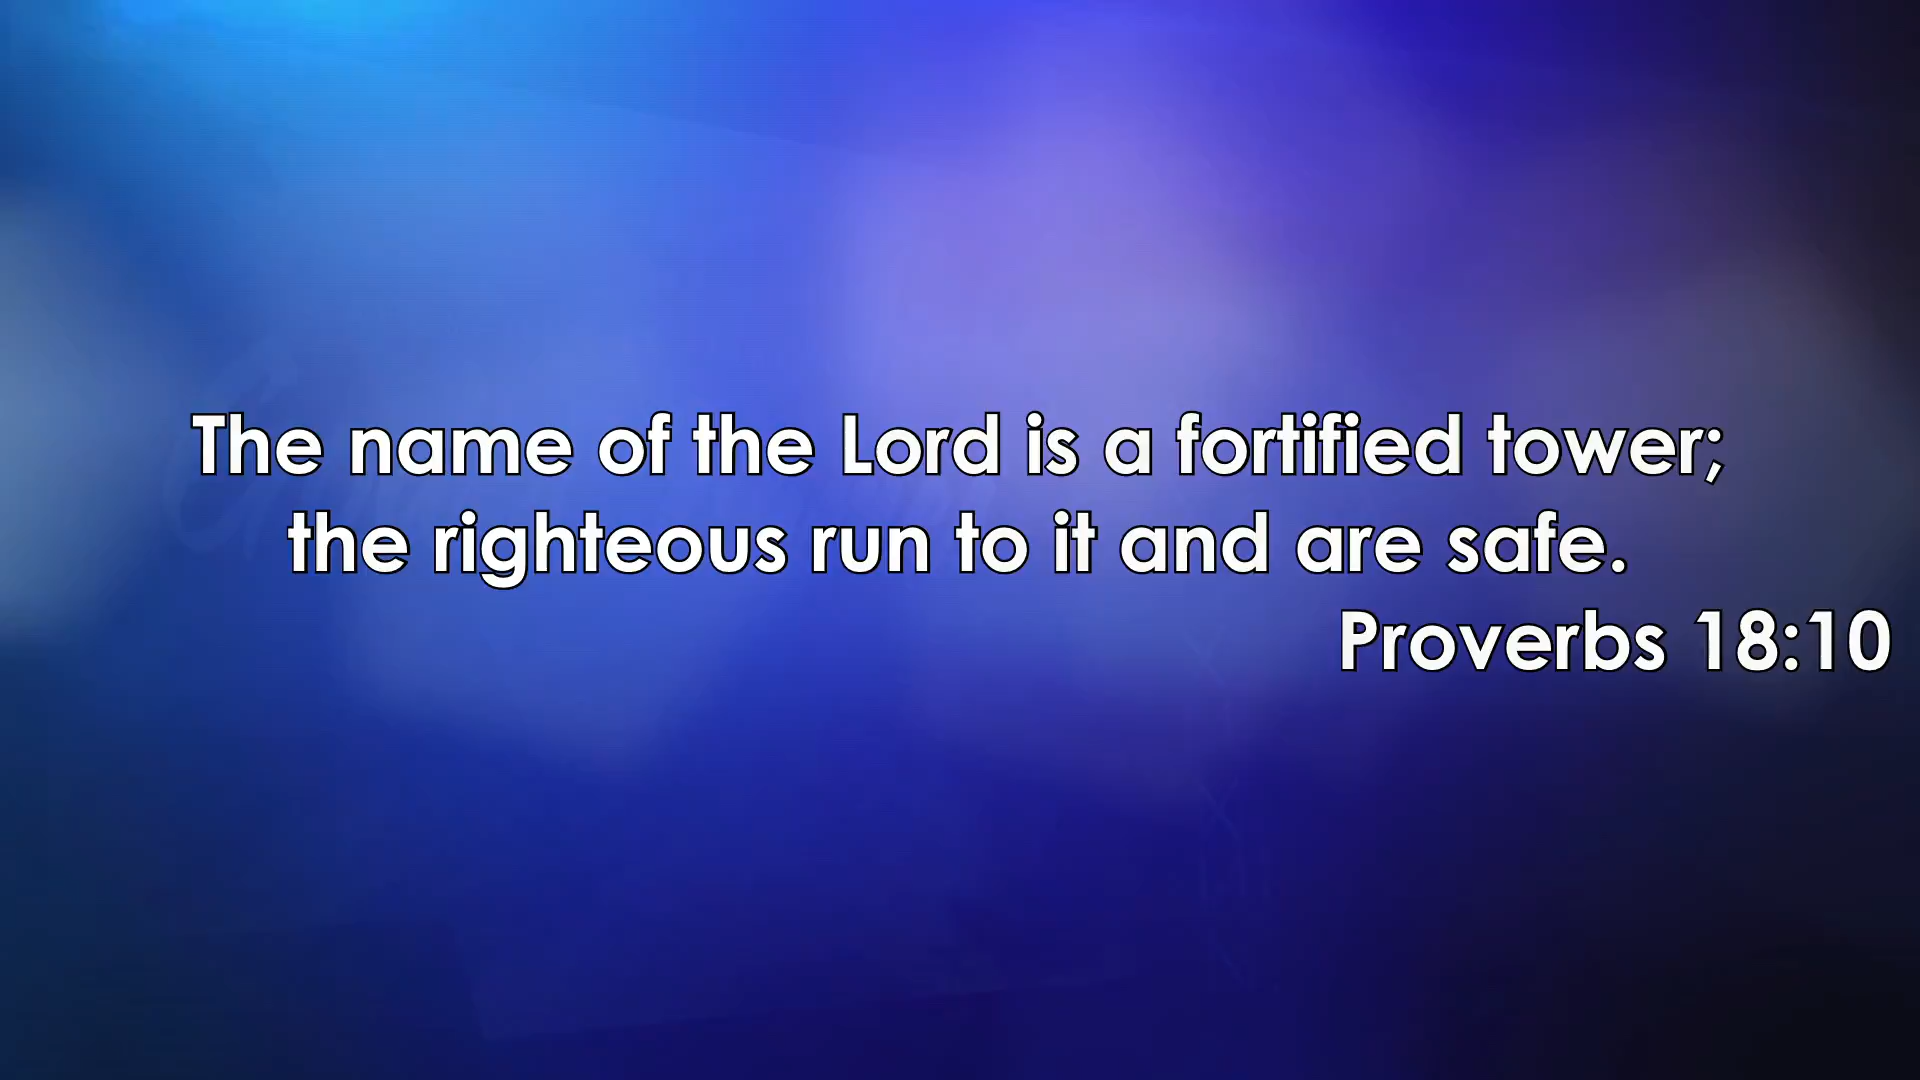 The name of the Lord is a fortified tower;
the righteous run to it and are safe.
Proverbs 18:10